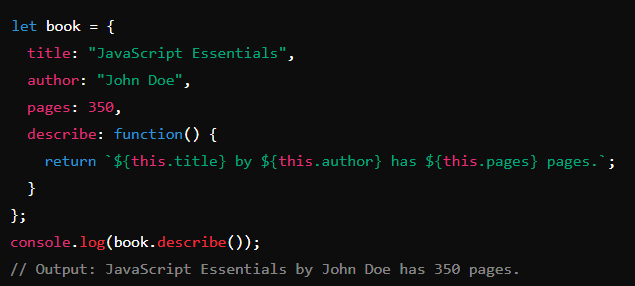 let book = {
  title: "JavaScript Essentials",
  author: "John Doe",
  pages: 350,
  describe: function() {
    return `${this.title} by ${this.author} has ${this.pages} pages.`;
  }
};
console.log(book.describe());
// Output: JavaScript Essentials by John Doe has 350 pages.